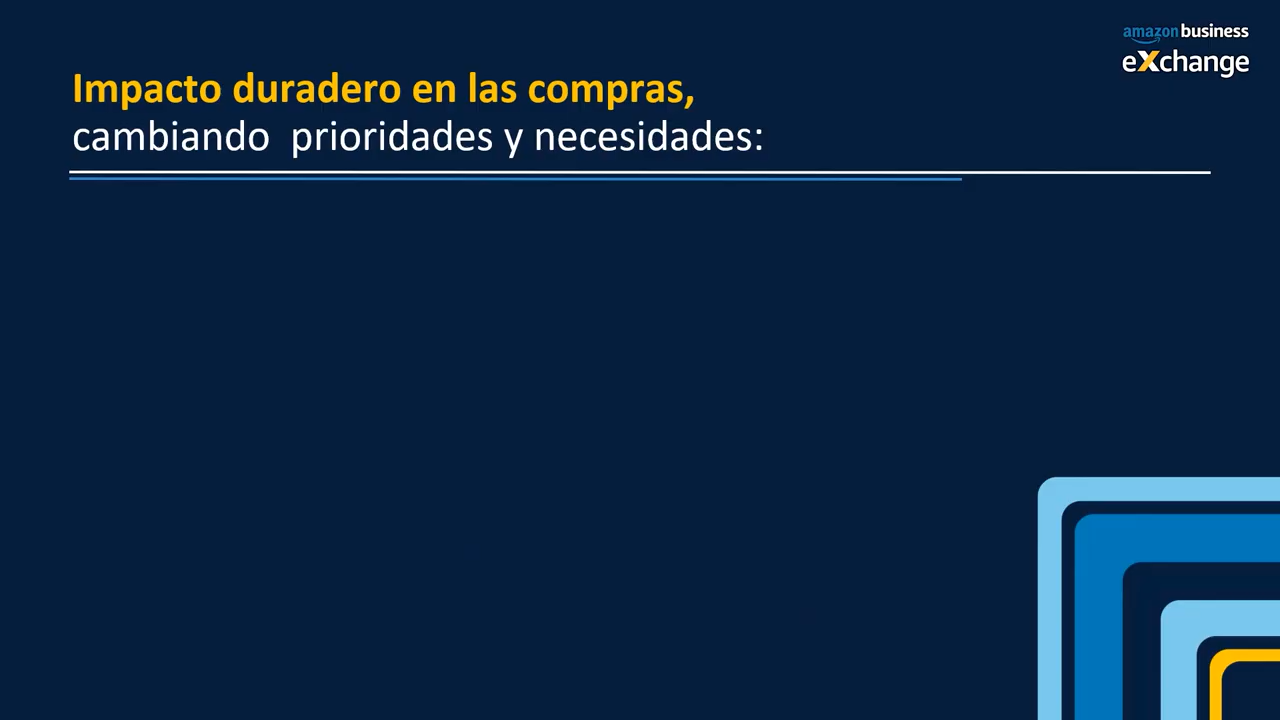 amazon business
eXchange
Impacto duradero en las compras,
cambiando  prioridades y necesidades: